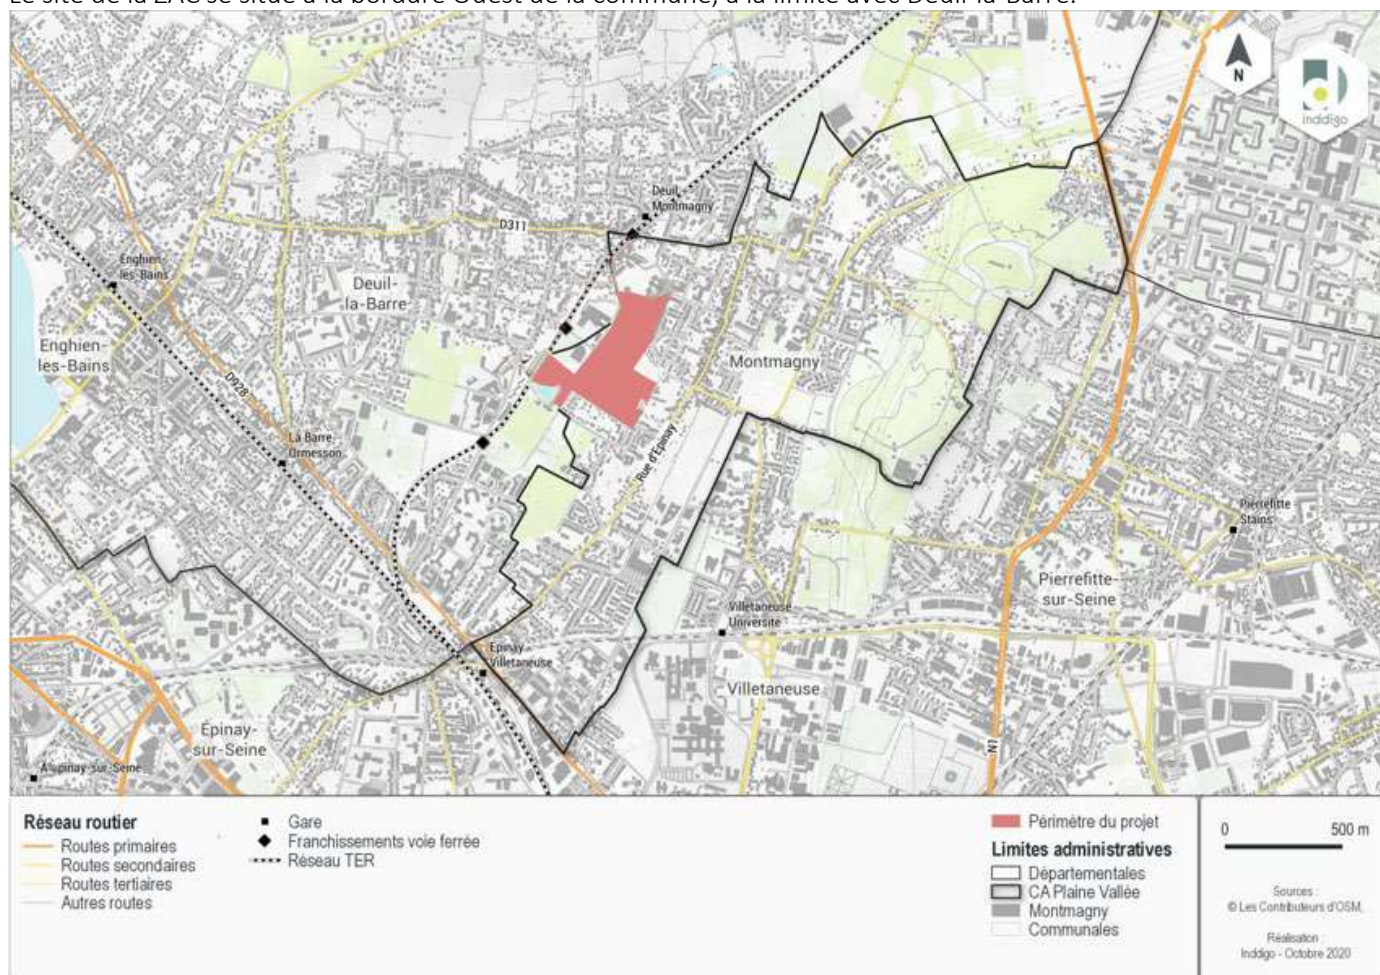 Le site de la ZAC se situe à la bordure Ouest de la commune, à la limite avec Deuil-la-Barre.
N
inddigo
Deuil
Montmagny
D311
Enghien-
les-Bains
Deuil-
la-Barre
Enghien-
les-Bains
D928
Montmagny
La Barre
Ormesson
Rue d'Epinay
Pierrefitte
Stains
Pierrefitte-
sur-Seine
Villetaneuse
Université
Epinay
Villetaneuse
Villetaneuse
Épinay-
sur-Seine
N1
Réseau routier
Routes primaires
Routes secondaires
Routes tertiaires
Autres routes
Gare
Franchissements voie ferrée
Réseau TER
Périmètre du projet
Limites administratives
Départementales
CA Plaine Vallée
Montmagny
Communales
0 500 m
Sources :
© Les Contributeurs d'OSM,
Réalisation :
Inddigo - Octobre 2020